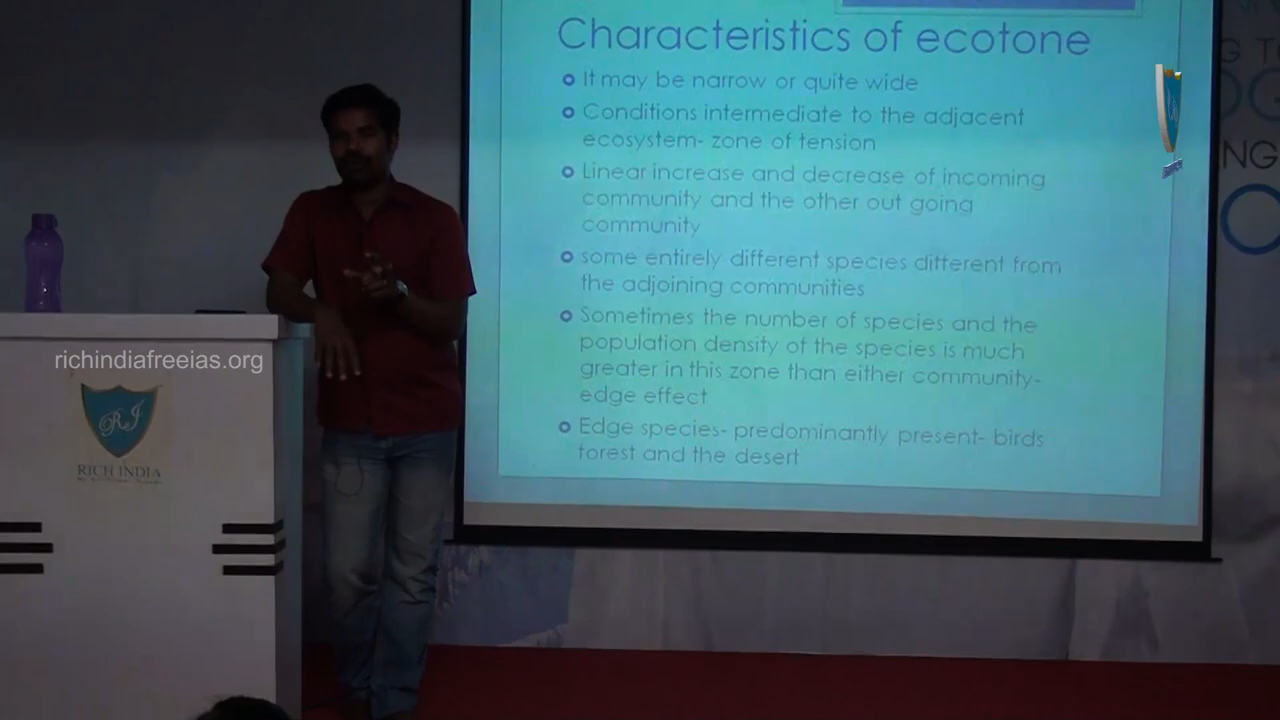 Characteristics of ecotone
It may be narrow or quite wide
Conditions intermediate to the adjacent
ecosystem- zone of tension
Linear increase and decrease of incoming
community and the other out going
community
some entirely different species different from
the adjoining communities
Sometimes the number of species and the
population density of the species is much
greater in this zone than either community-
edge effect
Edge species- predominantly present- birds
forest and the desert
richindiafreeias.org
RI
RICH INDIA
NG